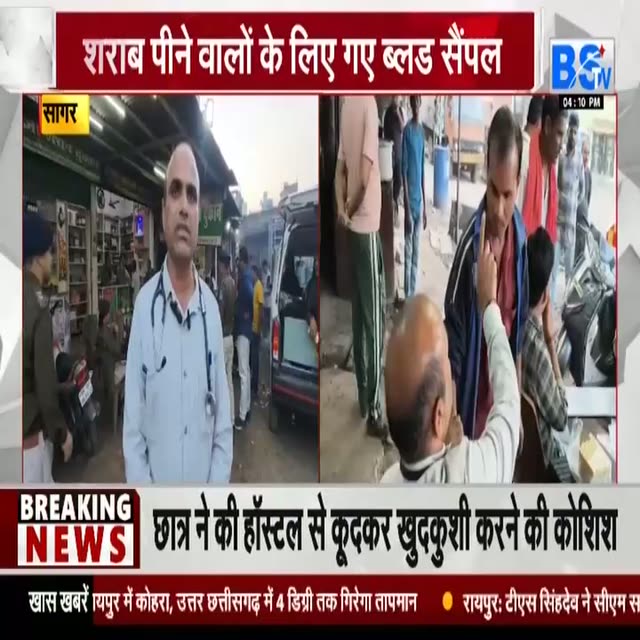 शराब पीने वालों के लिए गए ब्लड सैंपल
BS TV
04:10 PM
सागर
BREAKING NEWS
छात्र ने की हॉस्टल से कूदकर खुदकुशी करने की कोशिश
खास खबरें
यपुर में कोहरा, उत्तर छत्तीसगढ़ में 4 डिग्री तक गिरेगा तापमान
रायपुर: टीएस सिंहदेव ने सीएम स